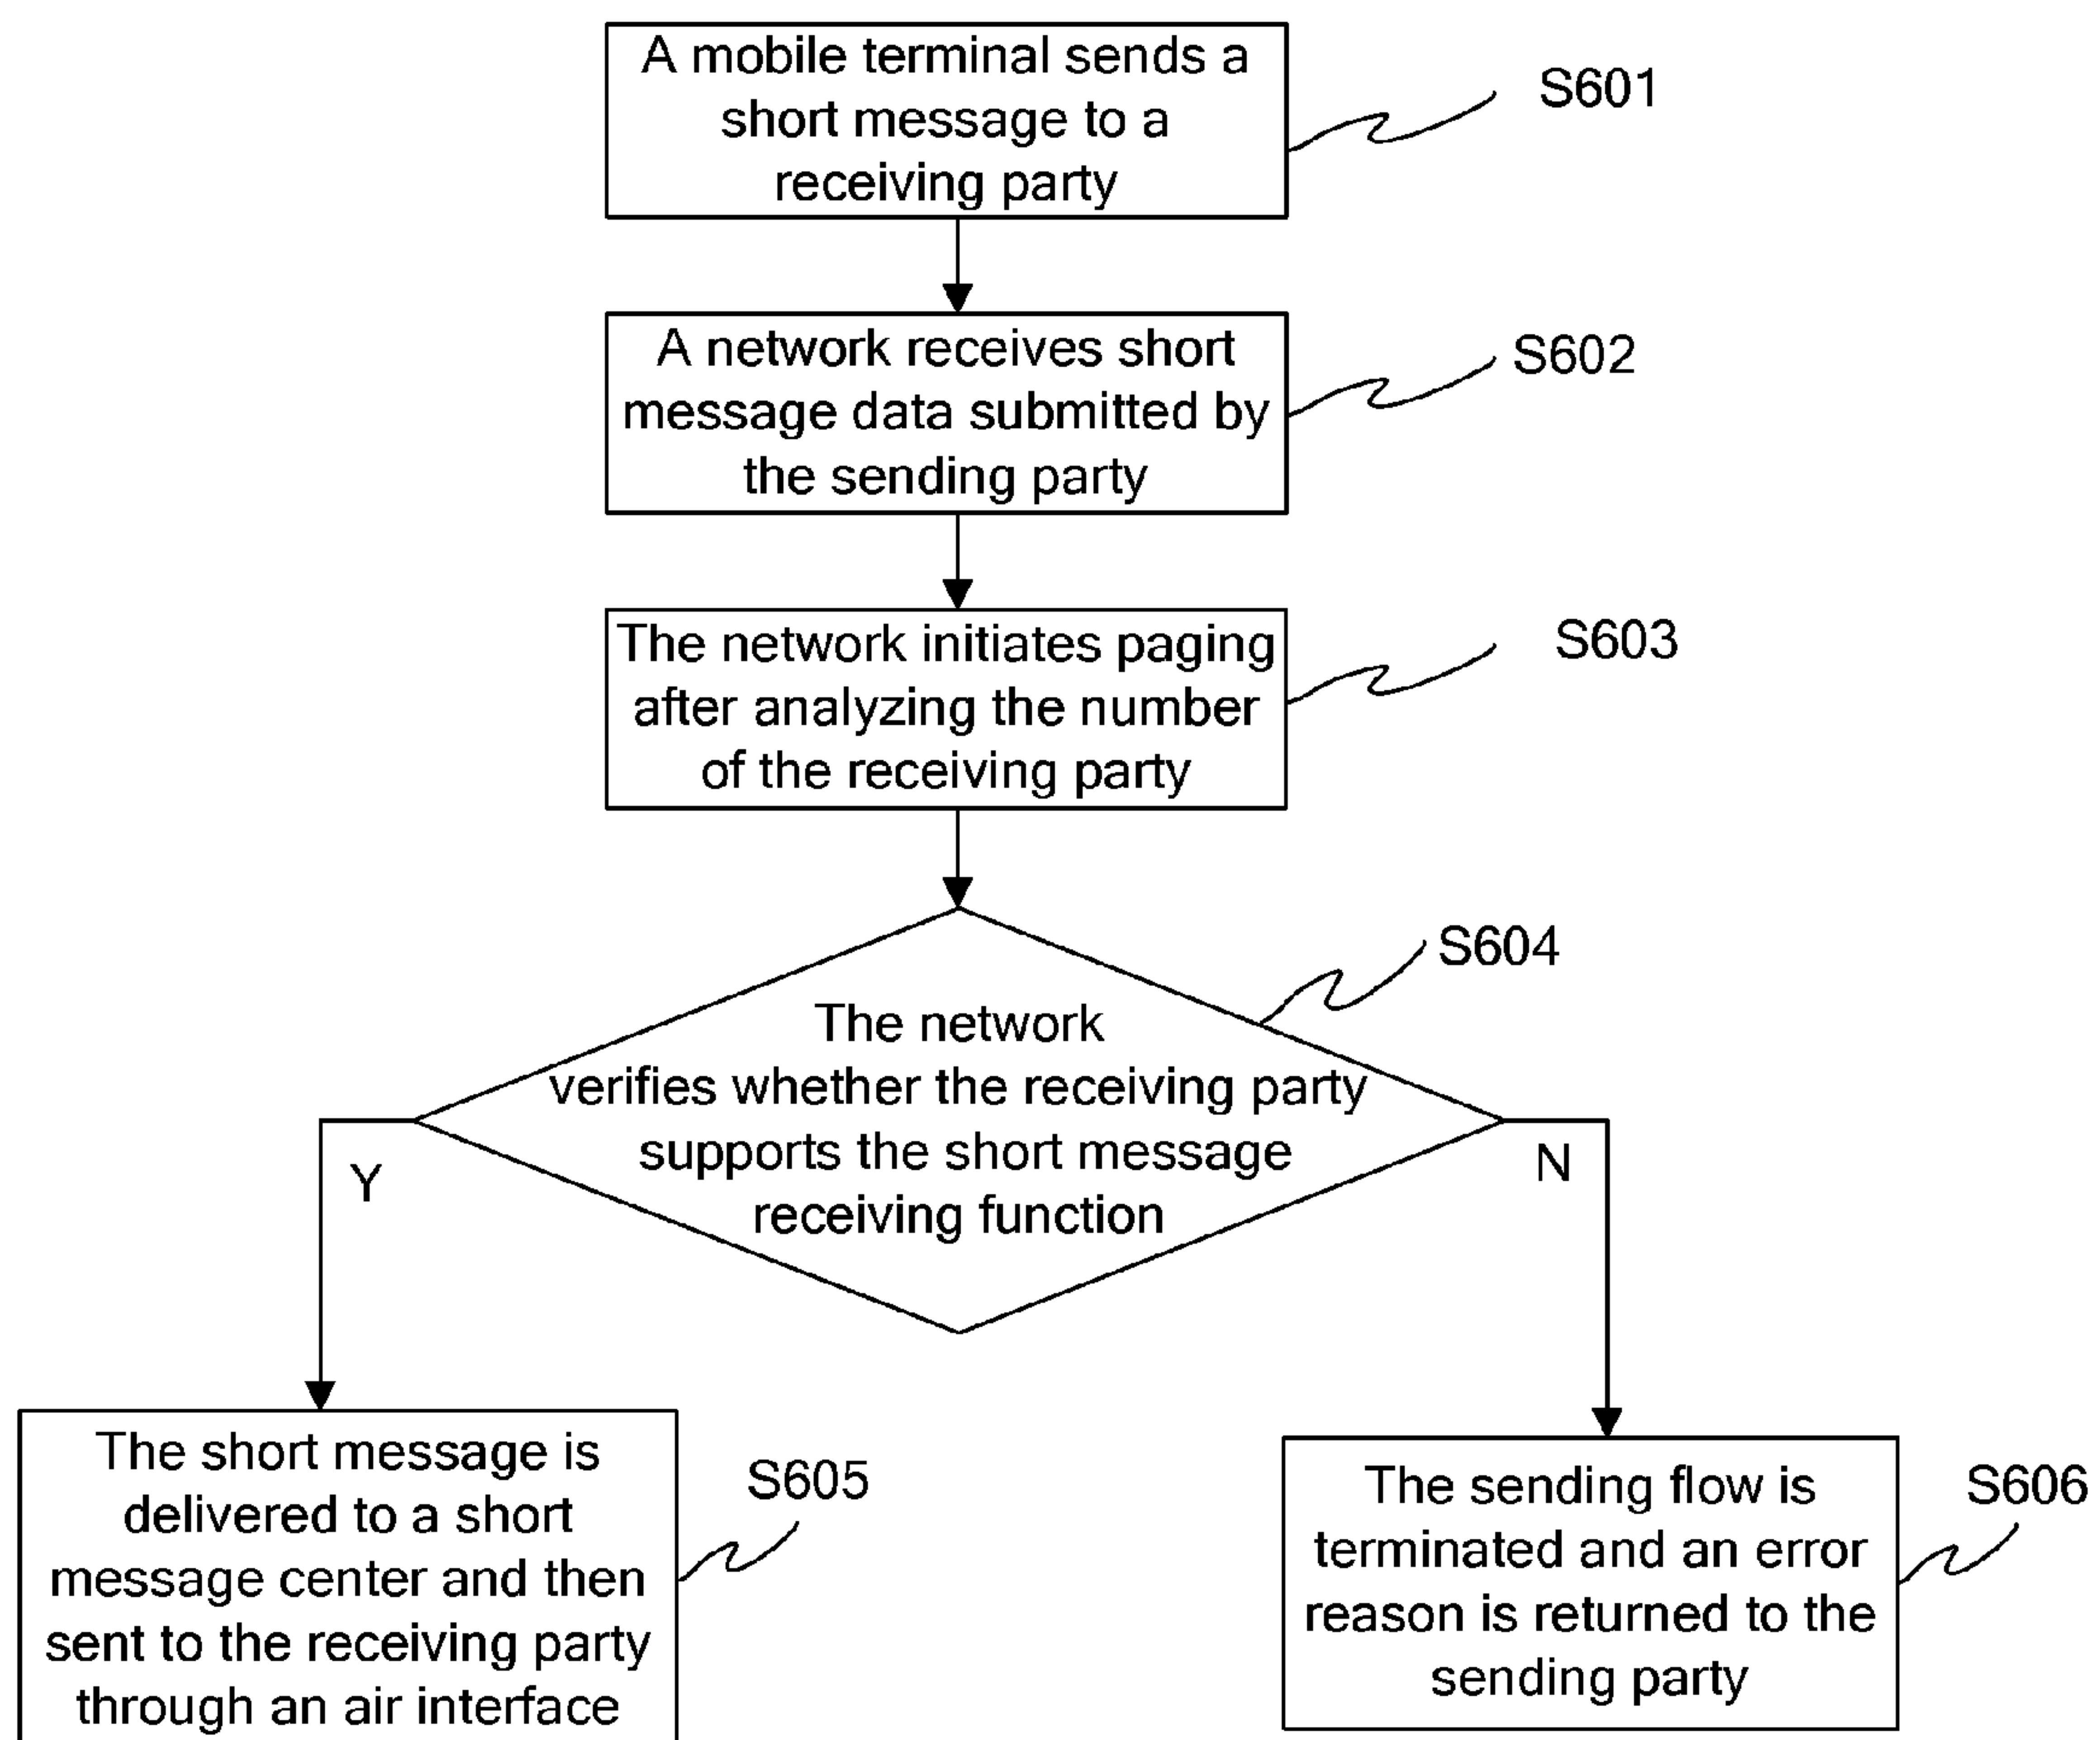 A mobile terminal sends a
short message to a
receiving party
S601
A network receives short
message data submitted by
the sending party
S602
The network initiates paging
after analyzing the number
of the receiving party
S603
The network
verifies whether the receiving party
supports the short message
receiving function
S604
Y
N
The short message is
delivered to a short
message center and then
sent to the receiving party
through an air interface
S605
The sending flow is
terminated and an error
reason is returned to the
sending party
S606